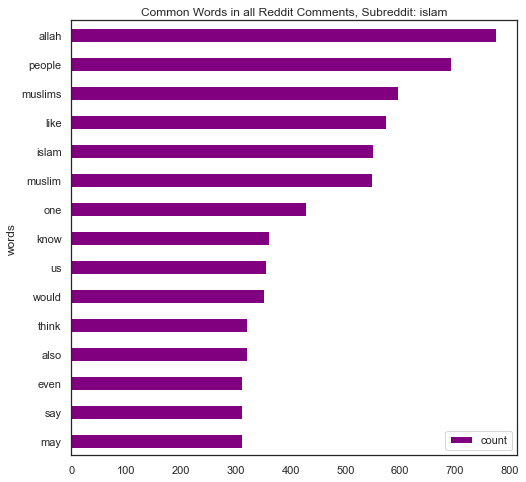 Common Words in all Reddit Comments, Subreddit: islam
words
allah
people
muslims
like
islam
muslim
one
know
us
would
think
also
even
say
may
count
0 100 200 300 400 500 600 700 800